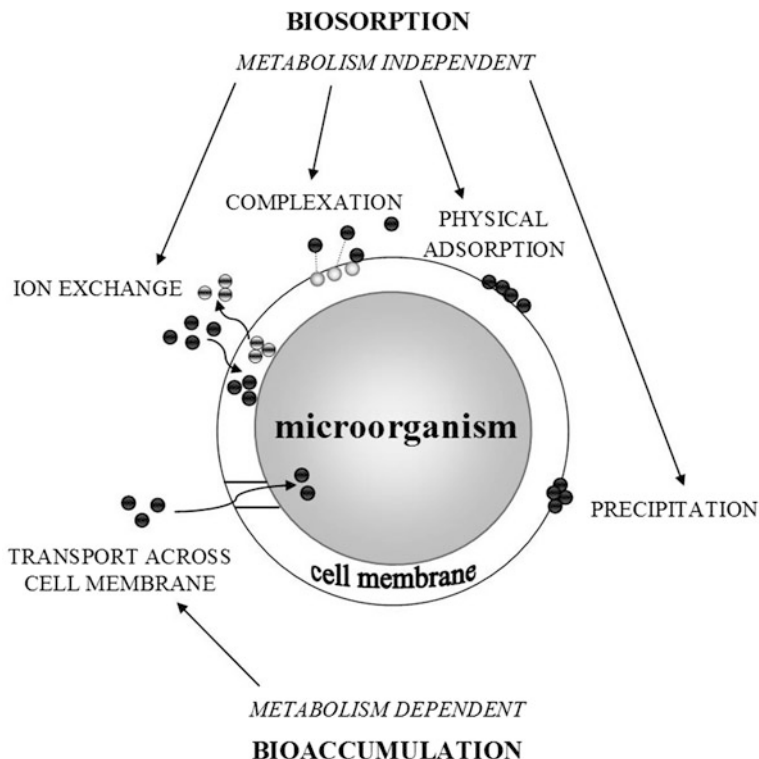 BIOSORPTION
METABOLISM INDEPENDENT
COMPLEXATION
PHYSICAL
ADSORPTION
ION EXCHANGE
microorganism
PRECIPITATION
TRANSPORT ACROSS
CELL MEMBRANE
cell membrane
METABOLISM DEPENDENT
BIOACCUMULATION